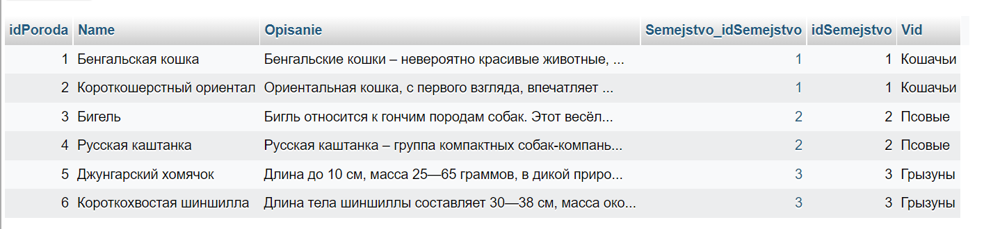 idPoroda Name Opisanie Semejstvo_idSemejstvo idSemejstvo Vid
1 Бенгальская кошка Бенгальские кошки – невероятно красивые животные, ... 1 1 Кошачьи
2 Короткошерстный ориентал Ориентальная кошка, с первого взгляда, впечатляет ... 1 1 Кошачьи
3 Бигель Бигль относится к гончим породам собак. Этот весёл... 2 2 Псовые
4 Русская каштанка Русская каштанка – группа компактных собак-компань... 2 2 Псовые
5 Джунгарский хомячок Длина до 10 см, масса 25—65 граммов, в дикой приро... 3 3 Грызуны
6 Короткохвостая шиншилла Длина тела шиншиллы составляет 30—38 см, масса око... 3 3 Грызуны